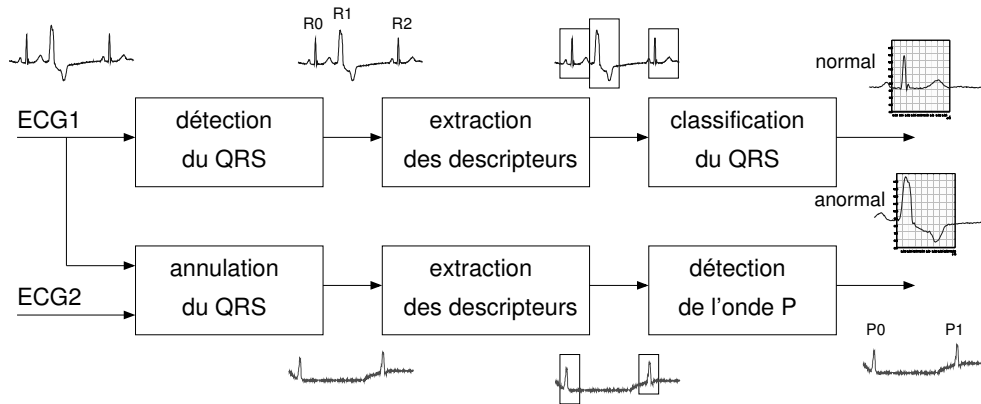 R0 R1 R2
normal
ECG1
détection
du QRS
extraction
des descripteurs
classification
du QRS
anormal
ECG2
annulation
du QRS
extraction
des descripteurs
détection
de l'onde P
P0 P1